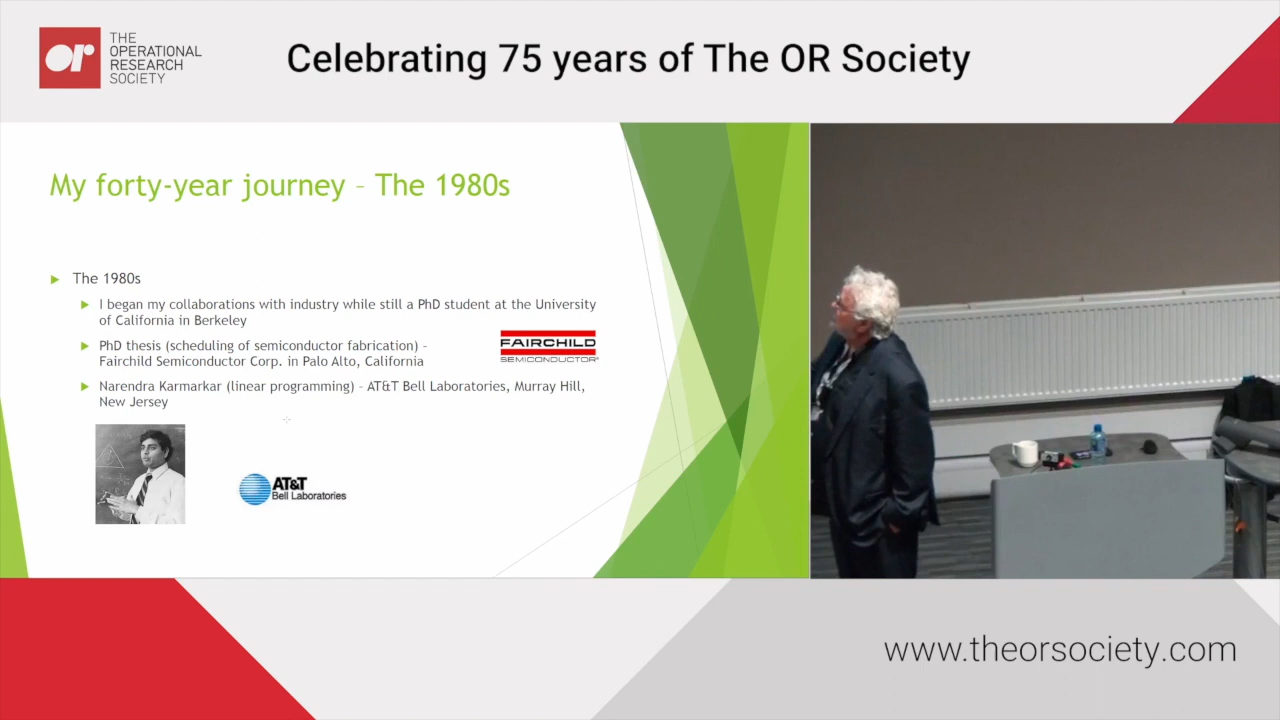 or
THE
OPERATIONAL
RESEARCH
SOCIETY
Celebrating 75 years of The OR Society
My forty-year journey – The 1980s
The 1980s
I began my collaborations with industry while still a PhD student at the University
of California in Berkeley
PhD thesis (scheduling of semiconductor fabrication) –
Fairchild Semiconductor Corp. in Palo Alto, California
FAIRCHILD
SEMICONDUCTOR®
Narendra Karmarkar (linear programming) – AT&T Bell Laboratories, Murray Hill,
New Jersey
AT&T
Bell Laboratories
www.theorsociety.com